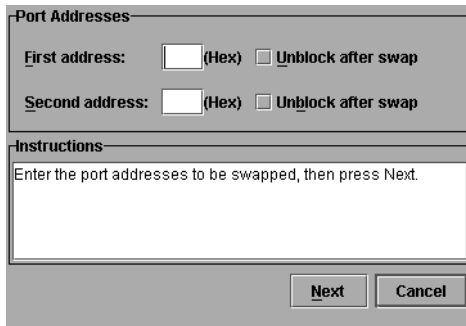 Port Addresses
First address: (Hex) Unblock after swap
Second address: (Hex) Unblock after swap
Instructions
Enter the port addresses to be swapped, then press Next.
Next Cancel